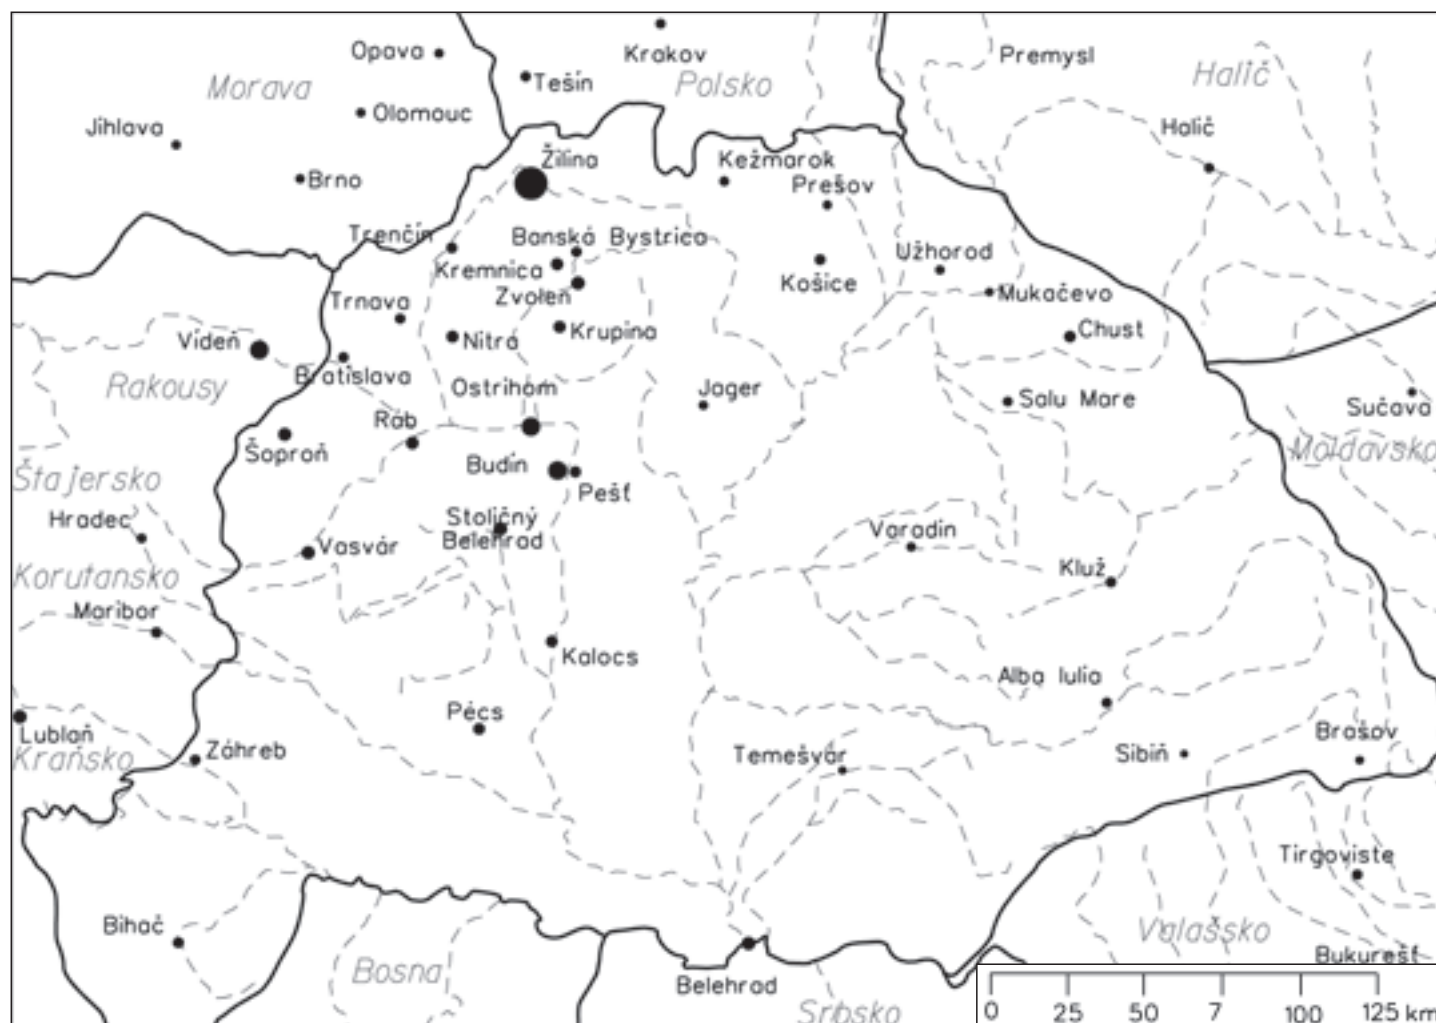 Opava
Krakov
Premysl
Tešín
Polsko
Halič
Morava
Olomouc
Jihlava
Halič
Žilina
Kežmarok
Brno
Prešov
Trenčín
Banská Bystrica
Užhorod
Kremnica
Košice
Zvoleň
Mukačevo
Trnava
Chust
Krupina
Videň
Nitra
Bratislava
Rakousy
Ostrihom
Jager
Salu Mare
Sučava
Ráb
Šoproň
Moldavsko
Budín
Štajersko
Pešť
Hradec
Stoličný
Belehrad
Varadín
Vasvár
Kluž
Korutansko
Maribor
Kalocs
Alba Iulia
Pécs
Lublaň
Záhreb
Brašov
Kraňsko
Temešvár
Sibiň
Tirgoviste
Bihač
Valašsko
Bosna
Bukurešť
Belehrad
Srbsko
0 25 50 7 100 125 km